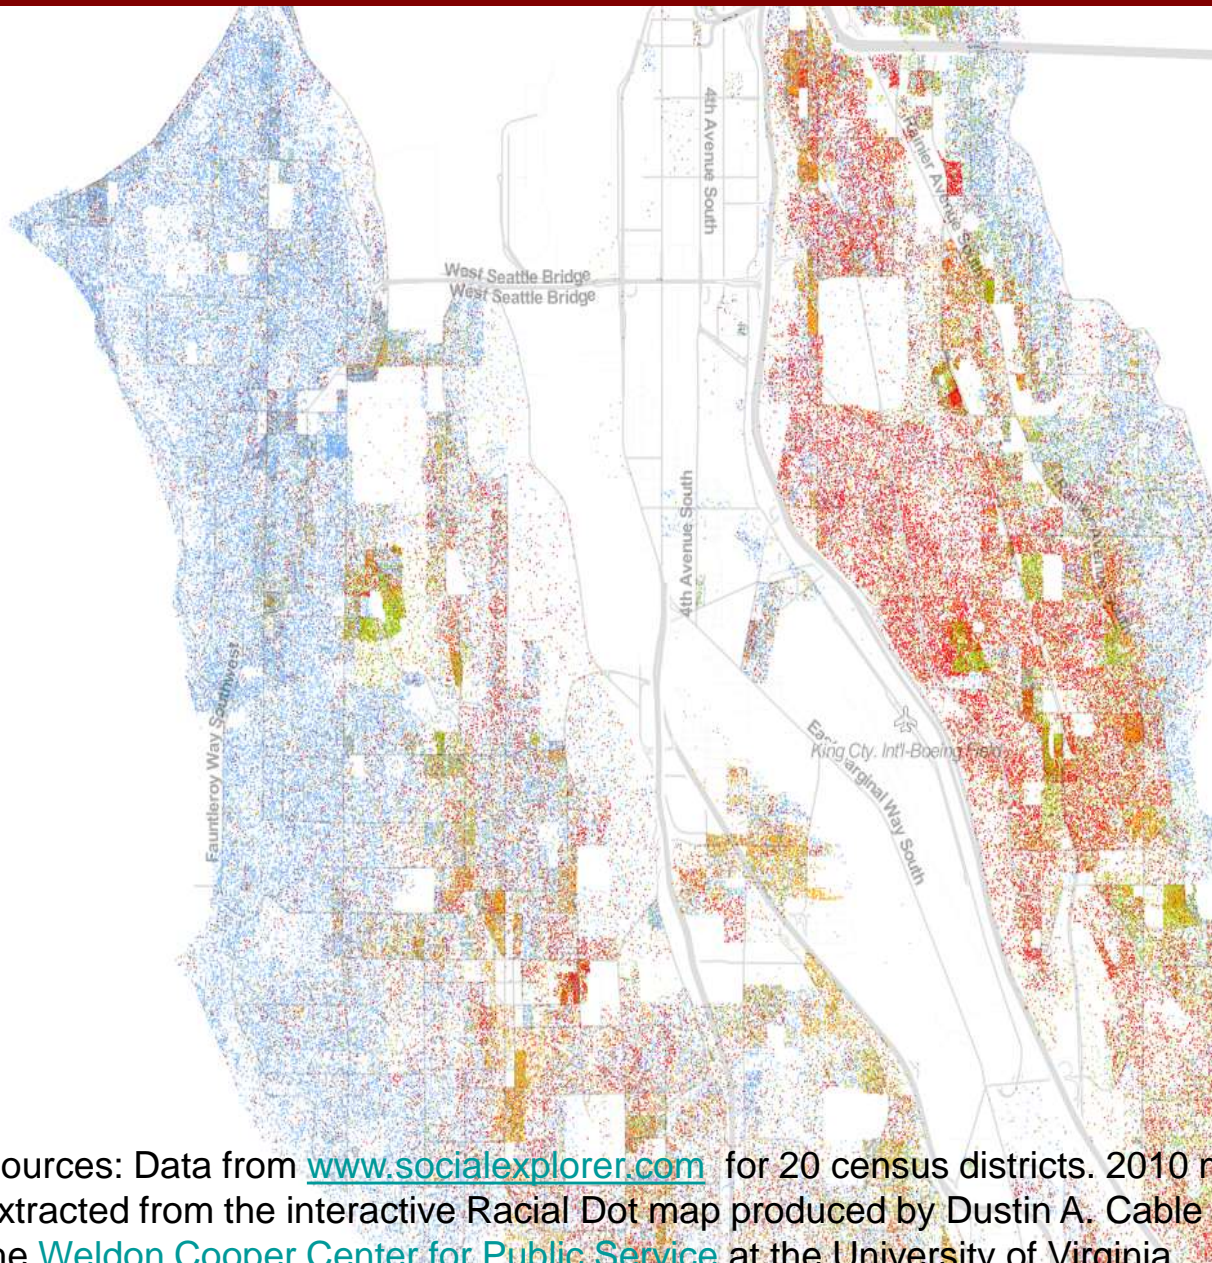 4th Avenue South
Rainier Avenue South
West Seattle Bridge
West Seattle Bridge
4th Avenue South
Fauntleroy Way Southwest
King Cty. Int'l-Boeing Field
East Marginal Way South
ources: Data from www.socialexplorer.com for 20 census districts. 2010
xtracted from the interactive Racial Dot map produced by Dustin A. Cable
ne Weldon Cooper Center for Public Service at the University of Virginia